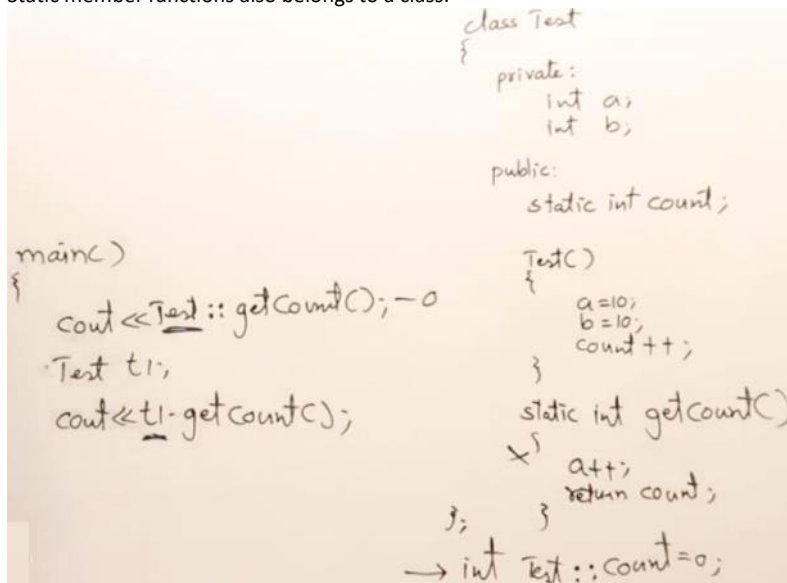 Static member functions also belongs to a class.
class Test
{
private:
int a;
int b;
public:
static int count;
Test()
{
a=10;
b=10;
count++;
}
static int getcount()
x {
a++;
return count;
}
};
→ int Test::count=0;
main()
{
cout<<Test::getCount(); - 0
Test t1;
cout<<t1.getcount();